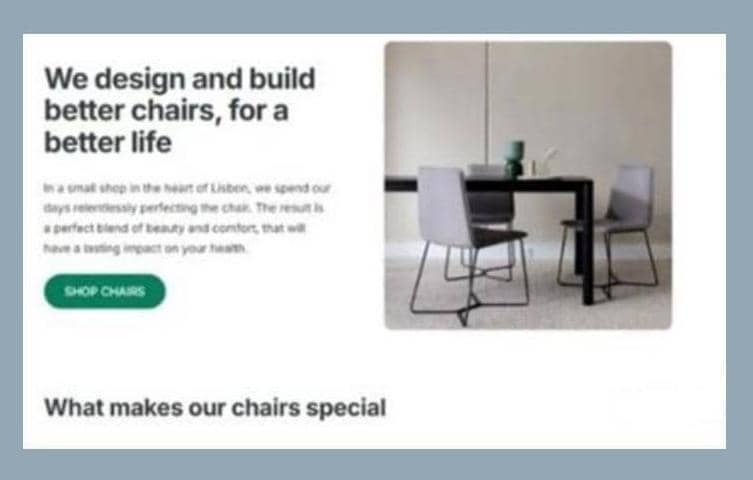 We design and build
better chairs, for a
better life
In a small shop in the heart of Lisbon, we spend our
days relentlessly perfecting the chair. The result is
a perfect blend of beauty and comfort, that will
have a lasting impact on your health.
SHOP CHAIRS
What makes our chairs special